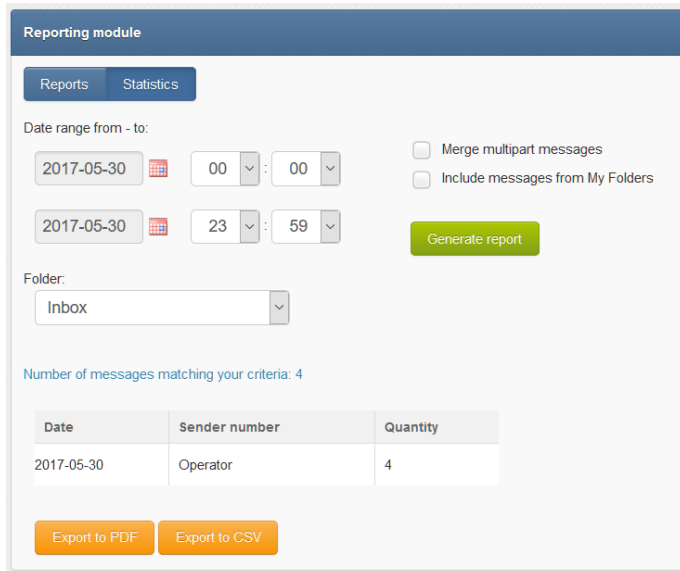 Reporting module
Reports Statistics
Date range from - to:
2017-05-30 00 : 00
Merge multipart messages
Include messages from My Folders
2017-05-30 23 : 59
Generate report
Folder:
Inbox
Number of messages matching your criteria: 4
Date Sender number Quantity
2017-05-30 Operator 4
Export to PDF Export to CSV